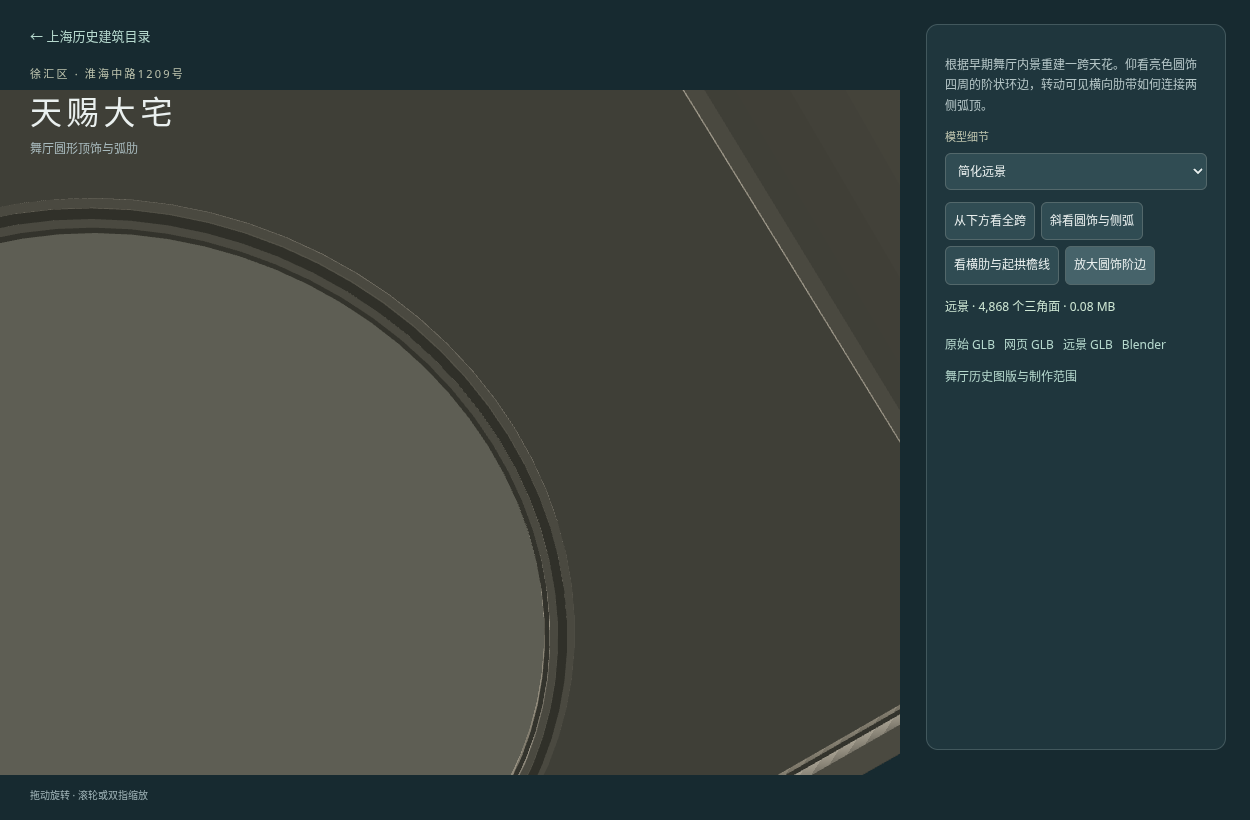 ← 上海历史建筑目录
徐汇区 · 淮海中路1209号
天赐大宅
舞厅圆形顶饰与弧肋
根据早期舞厅内景重建一跨天花。仰看亮色圆饰
四周的阶状环边，转动可见横向肋带如何连接两
侧弧顶。
模型细节
简化远景
从下方看全跨 斜看圆饰与侧弧
看横肋与起拱檐线 放大圆饰阶边
远景 · 4,868 个三角面 · 0.08 MB
原始 GLB 网页 GLB 远景 GLB Blender
舞厅历史图版与制作范围
拖动旋转 · 滚轮或双指缩放